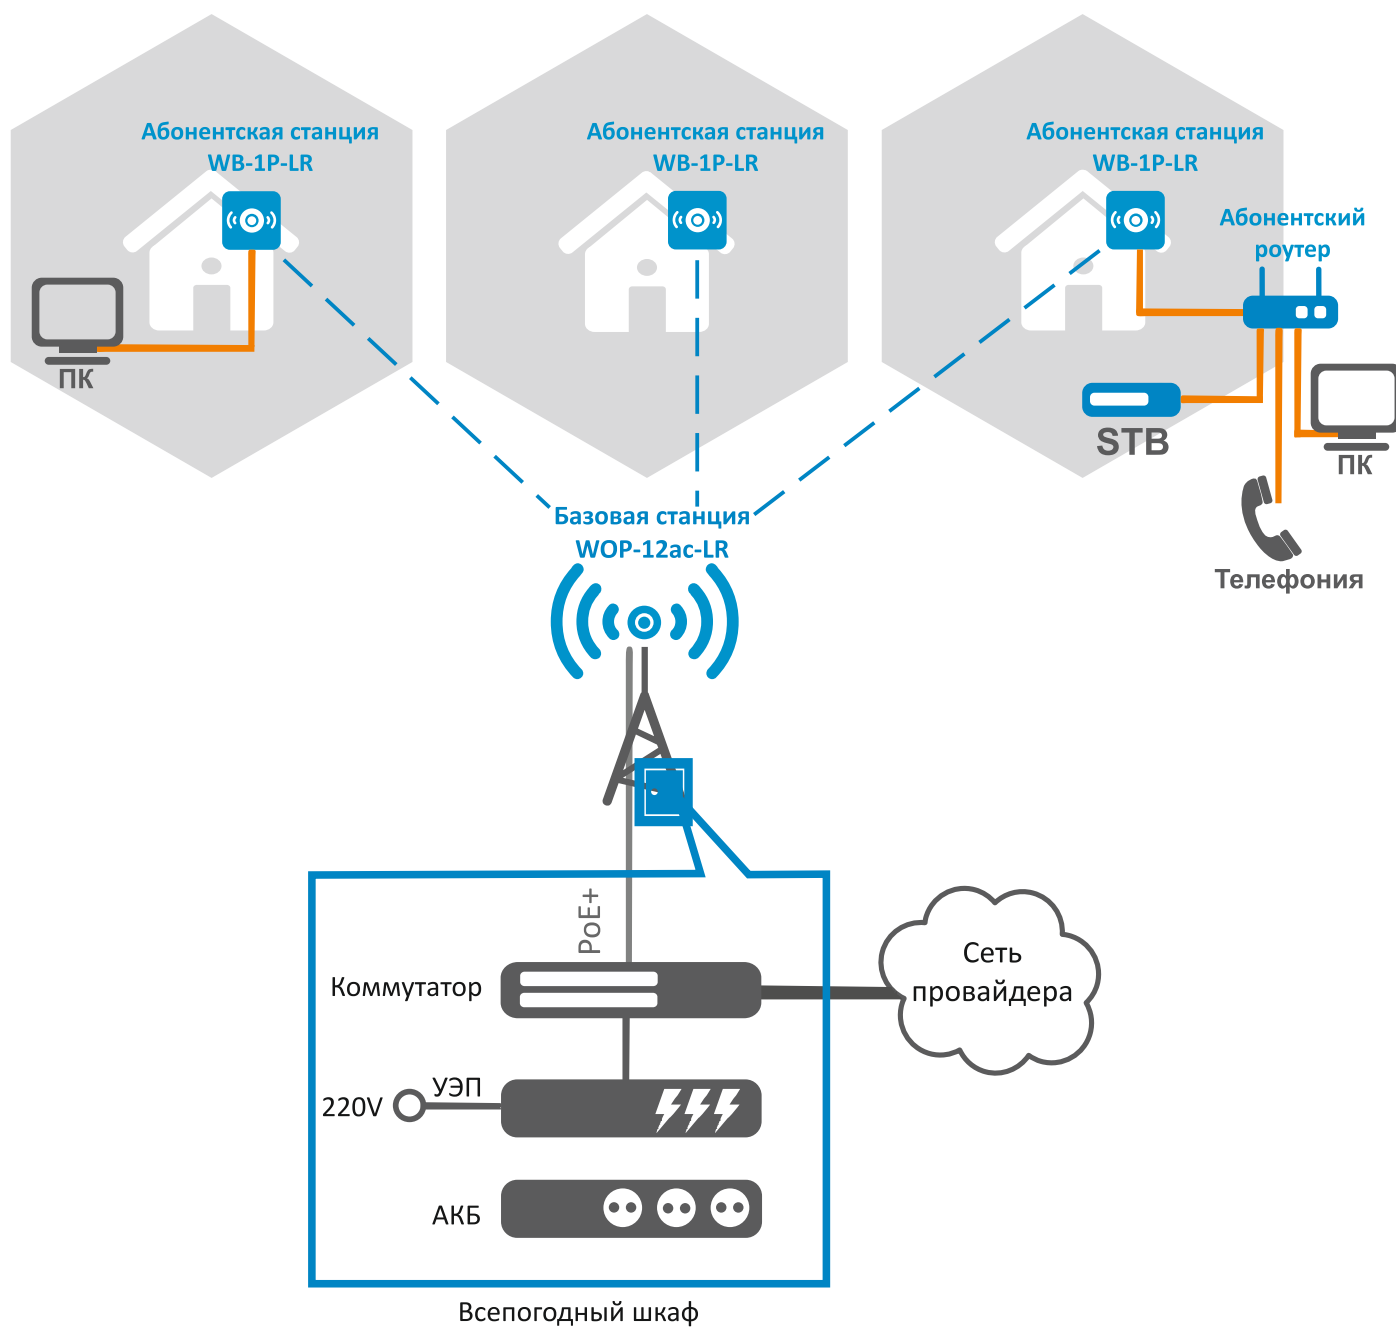 Абонентская станция
WB-1P-LR
Абонентская станция
WB-1P-LR
Абонентская станция
WB-1P-LR
Абонентский
роутер
ПК
STB
ПК
Телефония
Базовая станция
WOP-12ac-LR
PoE+
Коммутатор
Сеть
провайдера
УЭП
220V
АКБ
Всепогодный шкаф